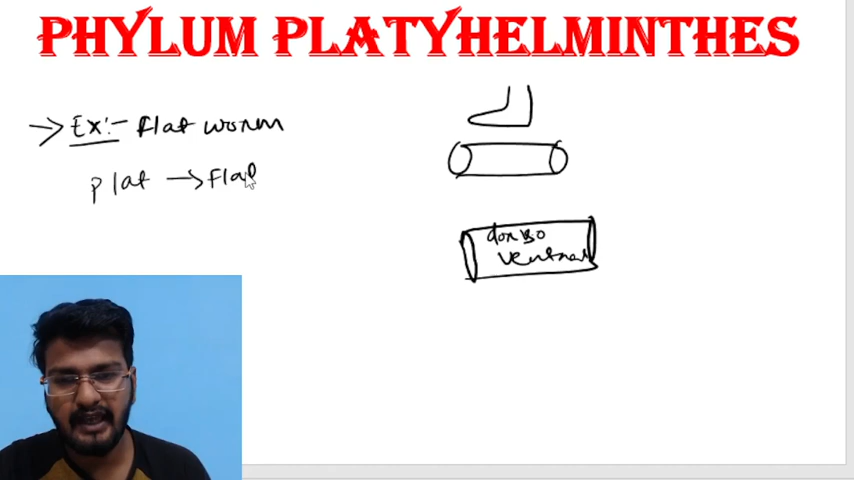 PHYLUM PLATYHELMINTHES
→ Ex:- Flat worm
plat → Flat
dorso
ventral